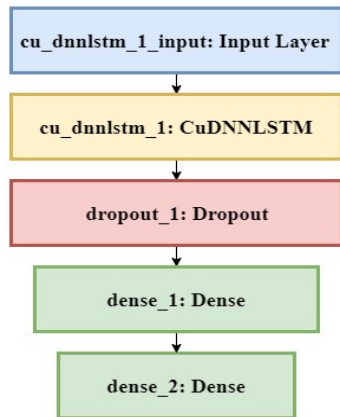 cu_dnnlstm_1_input: Input Layer
cu_dnnlstm_1: CuDNNLSTM
dropout_1: Dropout
dense_1: Dense
dense_2: Dense